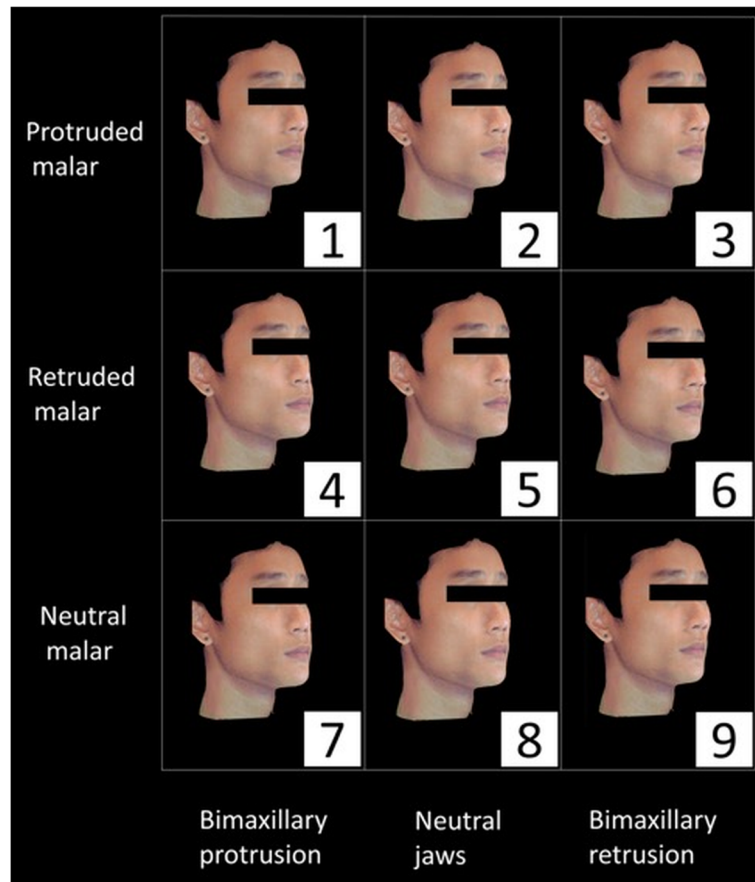 Protruded
malar
1
2
3
Retruded
malar
4
5
6
Neutral
malar
7
8
9
Bimaxillary
protrusion
Neutral
jaws
Bimaxillary
retrusion